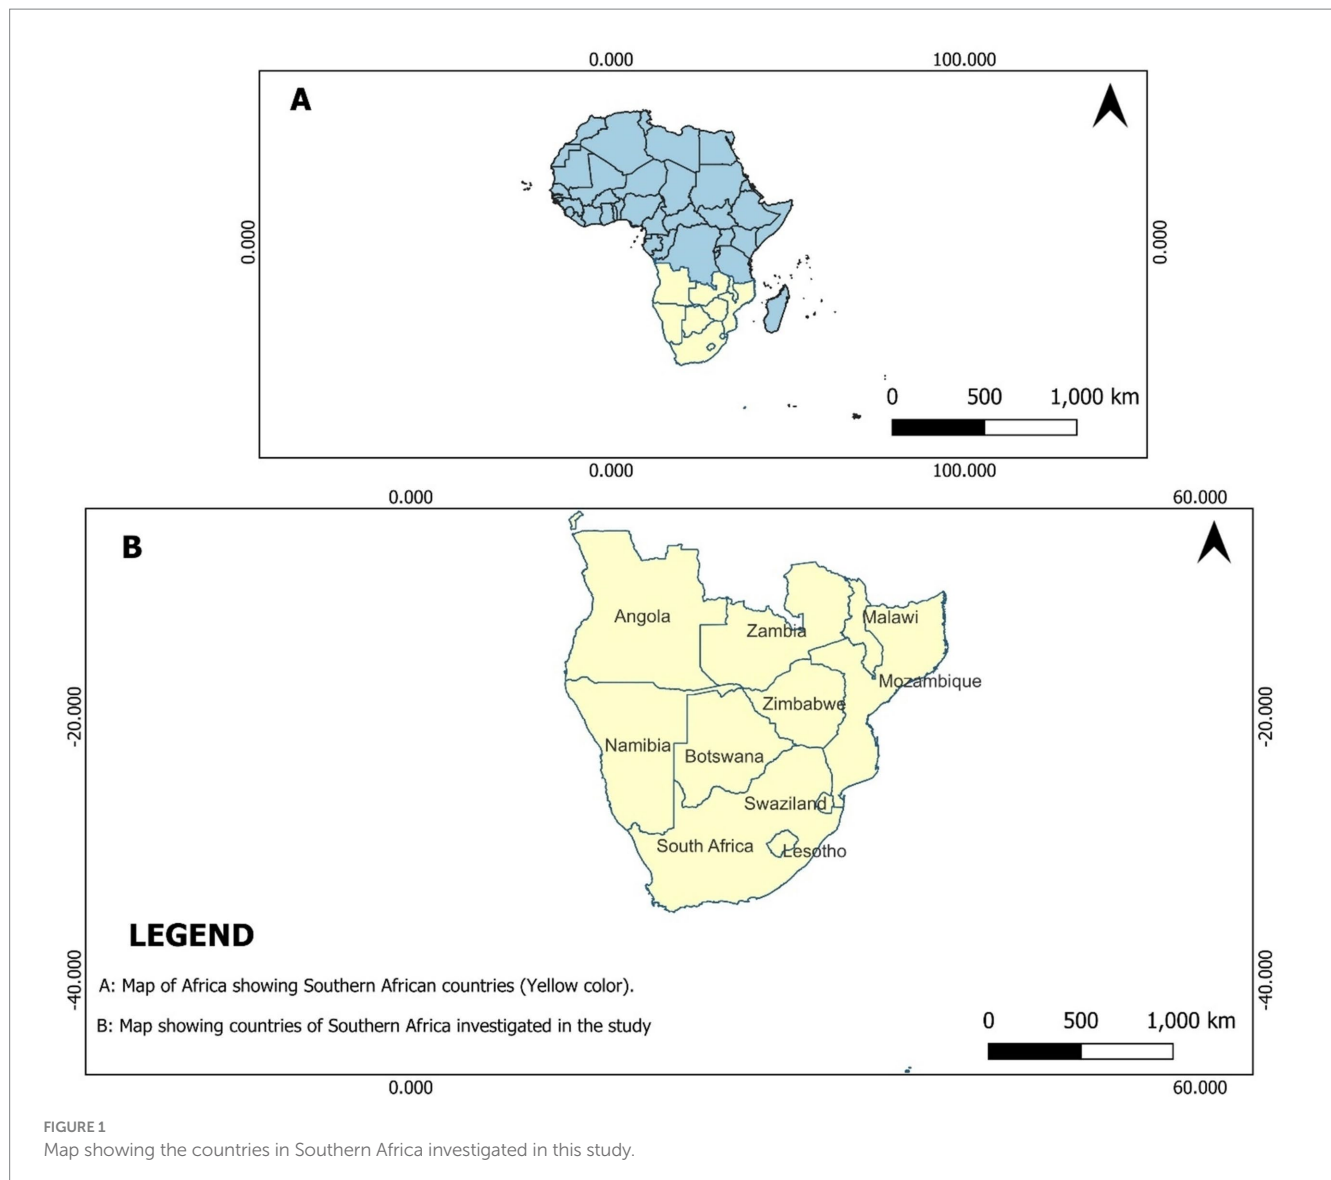 0.000 100.000
A
0.000 0.000
0 500 1,000 km
0.000 100.000
0.000 60.000
B
Angola
Malawi
Zambia
Mozambique
Zimbabwe
-20.000 -20.000
Namibia
Botswana
Swaziland
South Africa
Lesotho
LEGEND
-40.000 -40.000
A: Map of Africa showing Southern African countries (Yellow color).
B: Map showing countries of Southern Africa investigated in the study
0 500 1,000 km
0.000 60.000
FIGURE 1
Map showing the countries in Southern Africa investigated in this study.